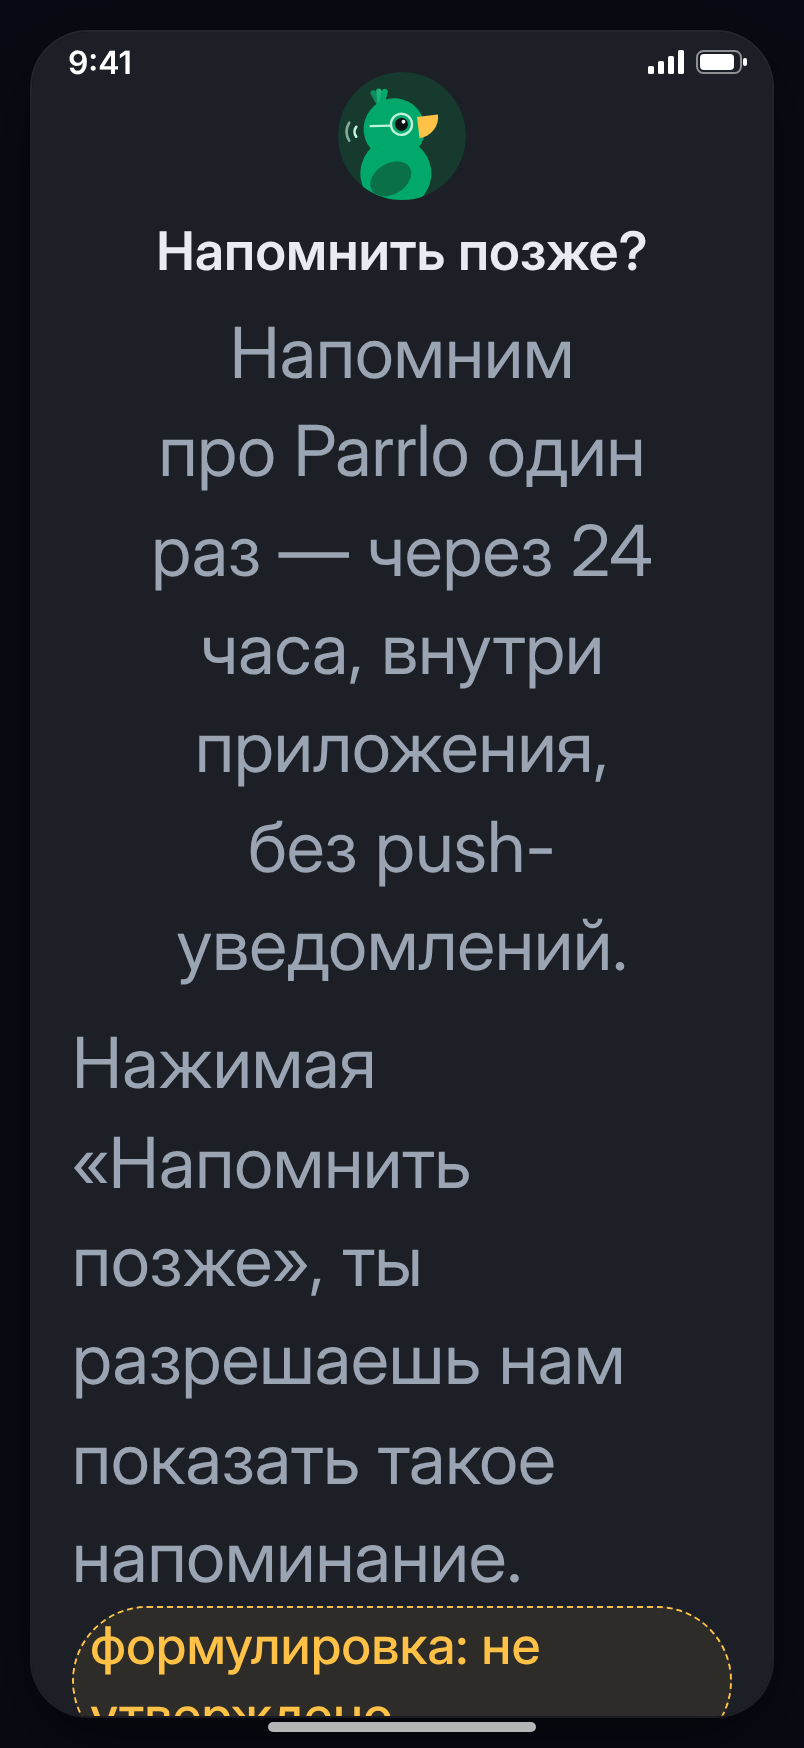 9:41
Напомнить позже?
Напомним
про Parrlo один
раз — через 24
часа, внутри
приложения,
без push-
уведомлений.
Нажимая
«Напомнить
позже», ты
разрешаешь нам
показать такое
напоминание.
формулировка: не
утверждено